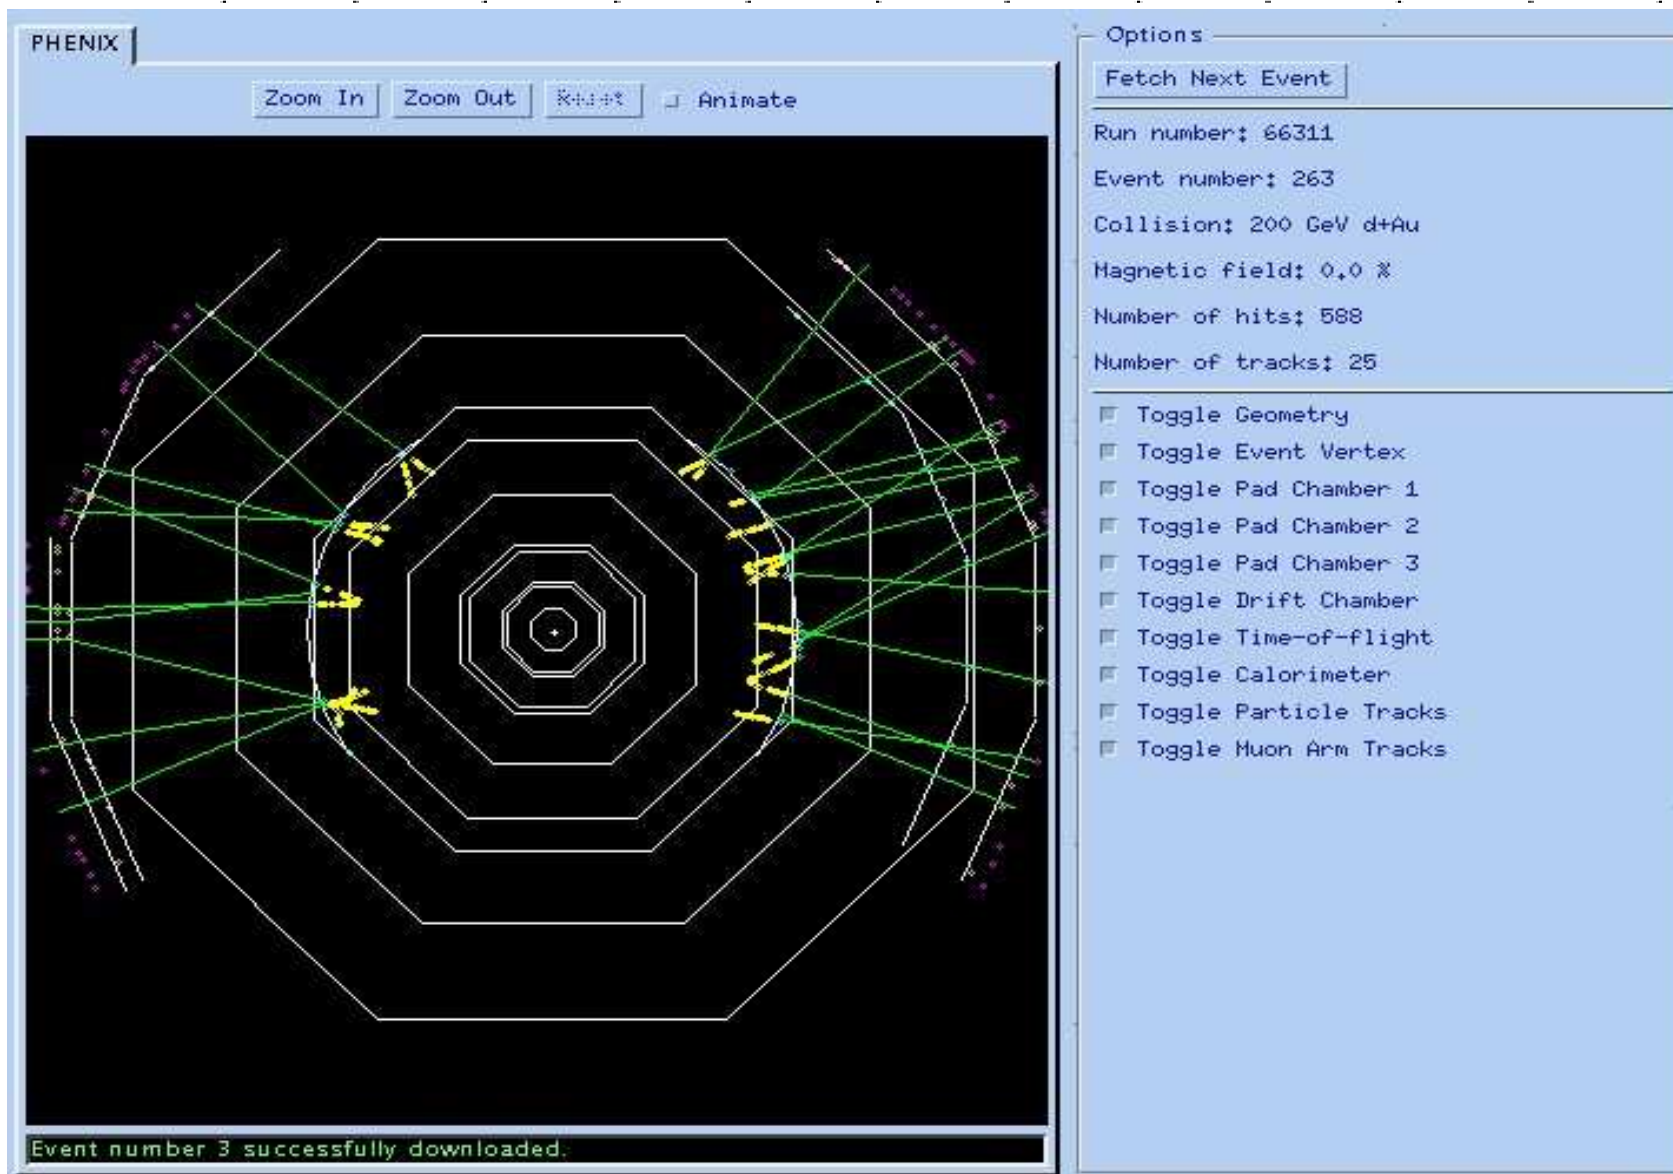 PHENIX
Zoom In Zoom Out Animate
Options
Fetch Next Event
Run number: 66311
Event number: 263
Collision: 200 GeV d+Au
Magnetic field: 0.0 %
Number of hits: 588
Number of tracks: 25
Toggle Geometry
Toggle Event Vertex
Toggle Pad Chamber 1
Toggle Pad Chamber 2
Toggle Pad Chamber 3
Toggle Drift Chamber
Toggle Time-of-flight
Toggle Calorimeter
Toggle Particle Tracks
Toggle Muon Arm Tracks
Event number 3 successfully downloaded.